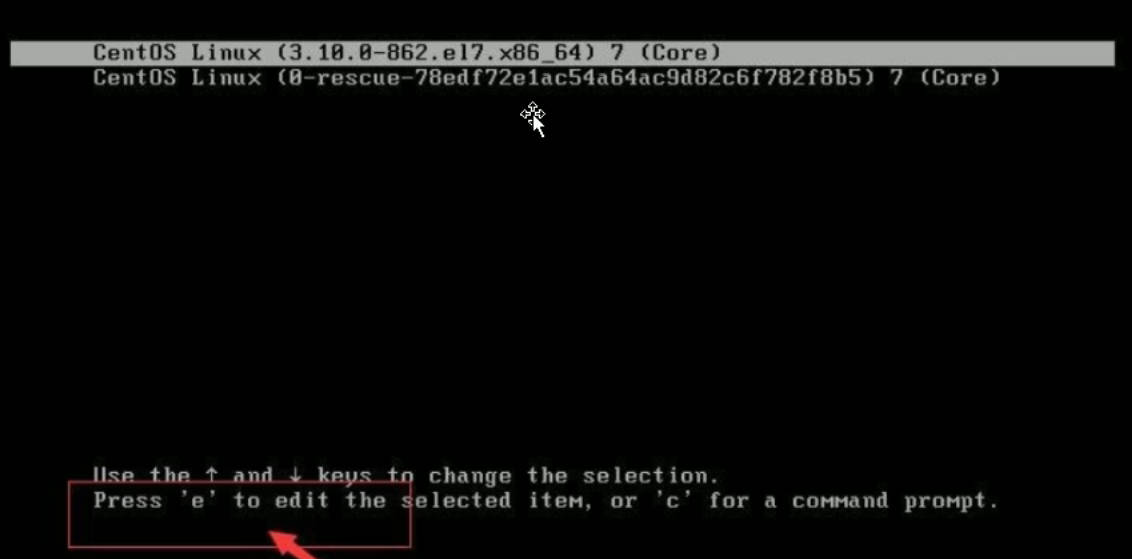 CentOS Linux (3.10.0-862.el7.x86_64) 7 (Core)
CentOS Linux (0-rescue-78edf72e1ac54a64ac9d82c6f782f8b5) 7 (Core)
Use the ↑ and ↓ keys to change the selection.
Press 'e' to edit the selected item, or 'c' for a command prompt.